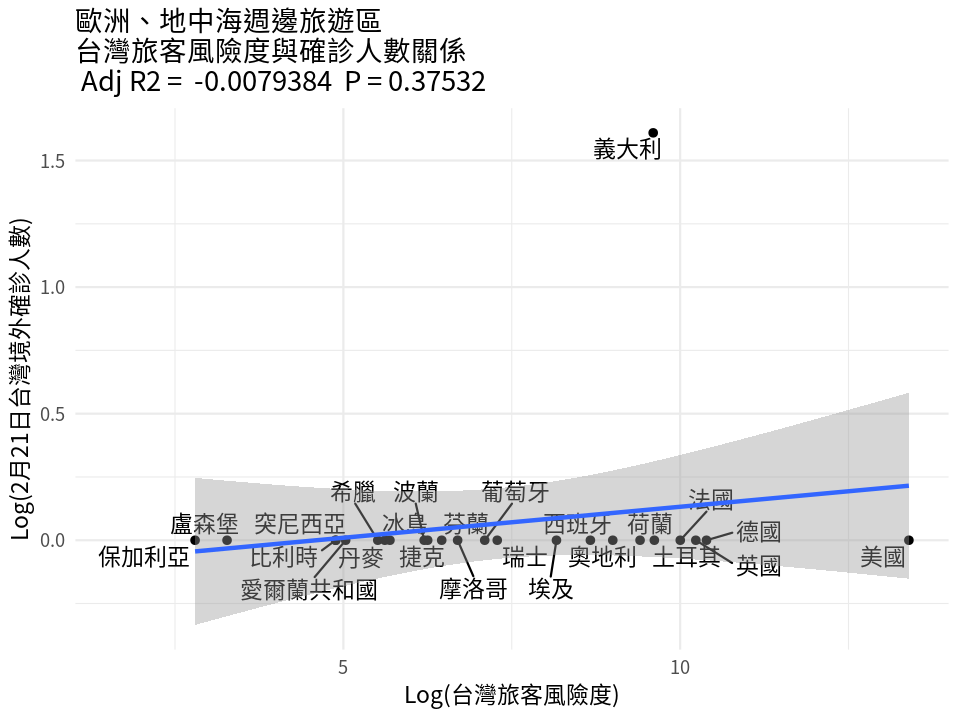 歐洲、地中海週邊旅遊區
台灣旅客風險度與確診人數關係
Adj R2 = -0.0079384 P = 0.37532
義大利
1.5
1.0
0.5
0.0
Log(2月21日台灣境外確診人數)
希臘 波蘭 葡萄牙 法國
盧森堡 突尼西亞 冰島 芬蘭 西班牙 荷蘭 德國
保加利亞 比利時 丹麥 捷克 瑞士 奧地利 土耳其 英國 美國
愛爾蘭共和國 摩洛哥 埃及
5 10
Log(台灣旅客風險度)